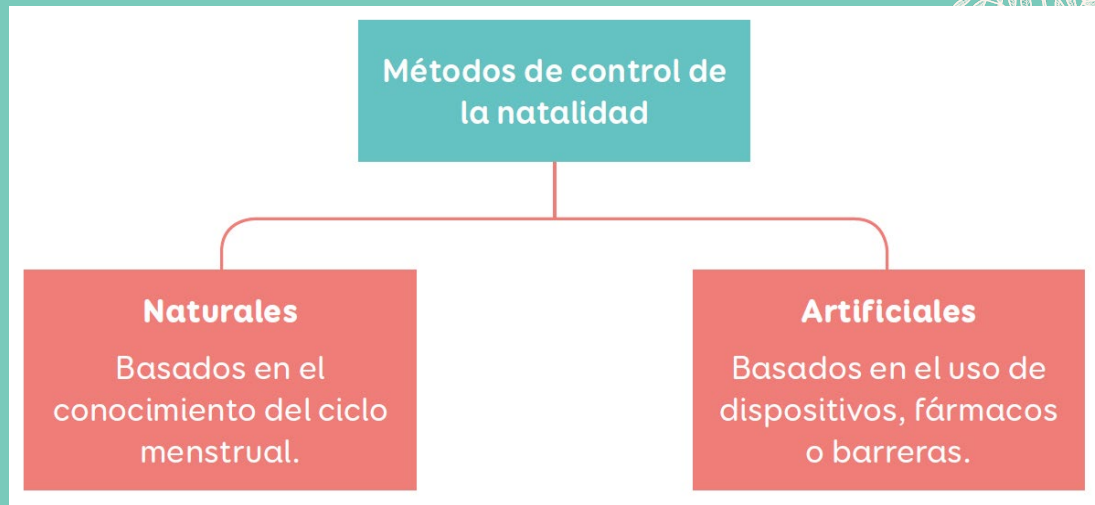 Métodos de control de
la natalidad
Naturales
Basados en el
conocimiento del ciclo
menstrual.
Artificiales
Basados en el uso de
dispositivos, fármacos
o barreras.